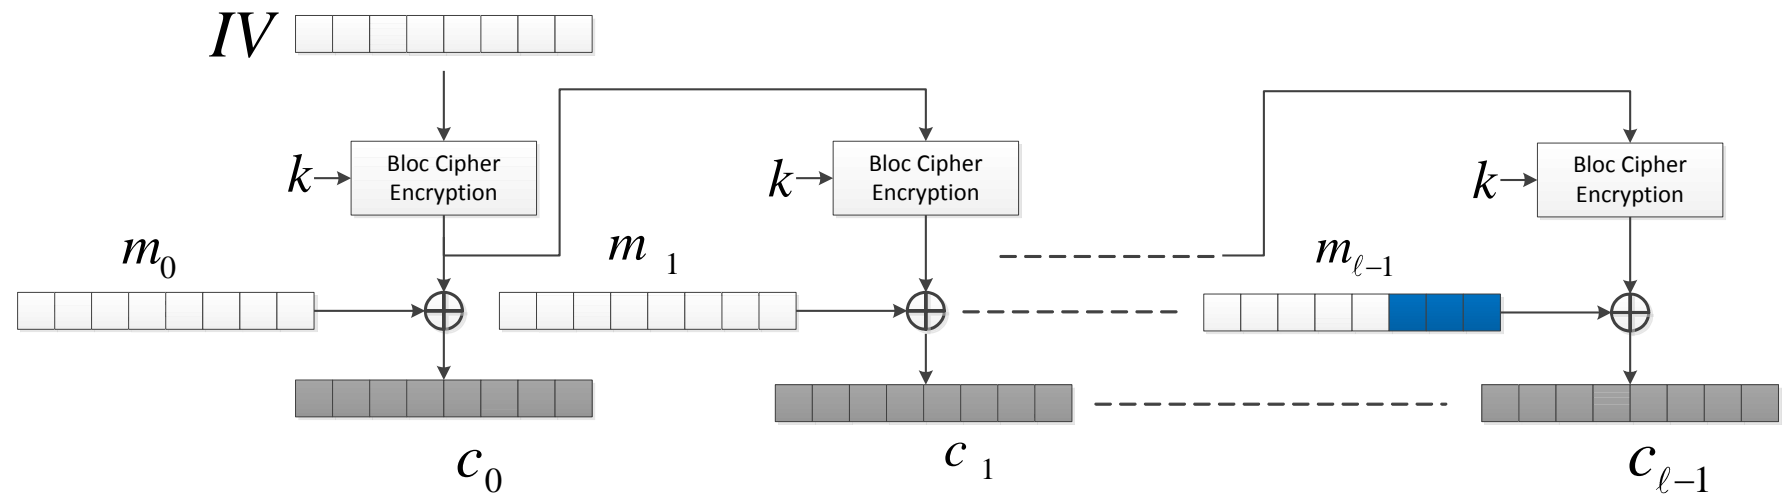 IV
k
Bloc Cipher
Encryption
k
Bloc Cipher
Encryption
k
Bloc Cipher
Encryption
m₀
m ₁
mℓ₋₁
c₀
c ₁
cℓ₋₁